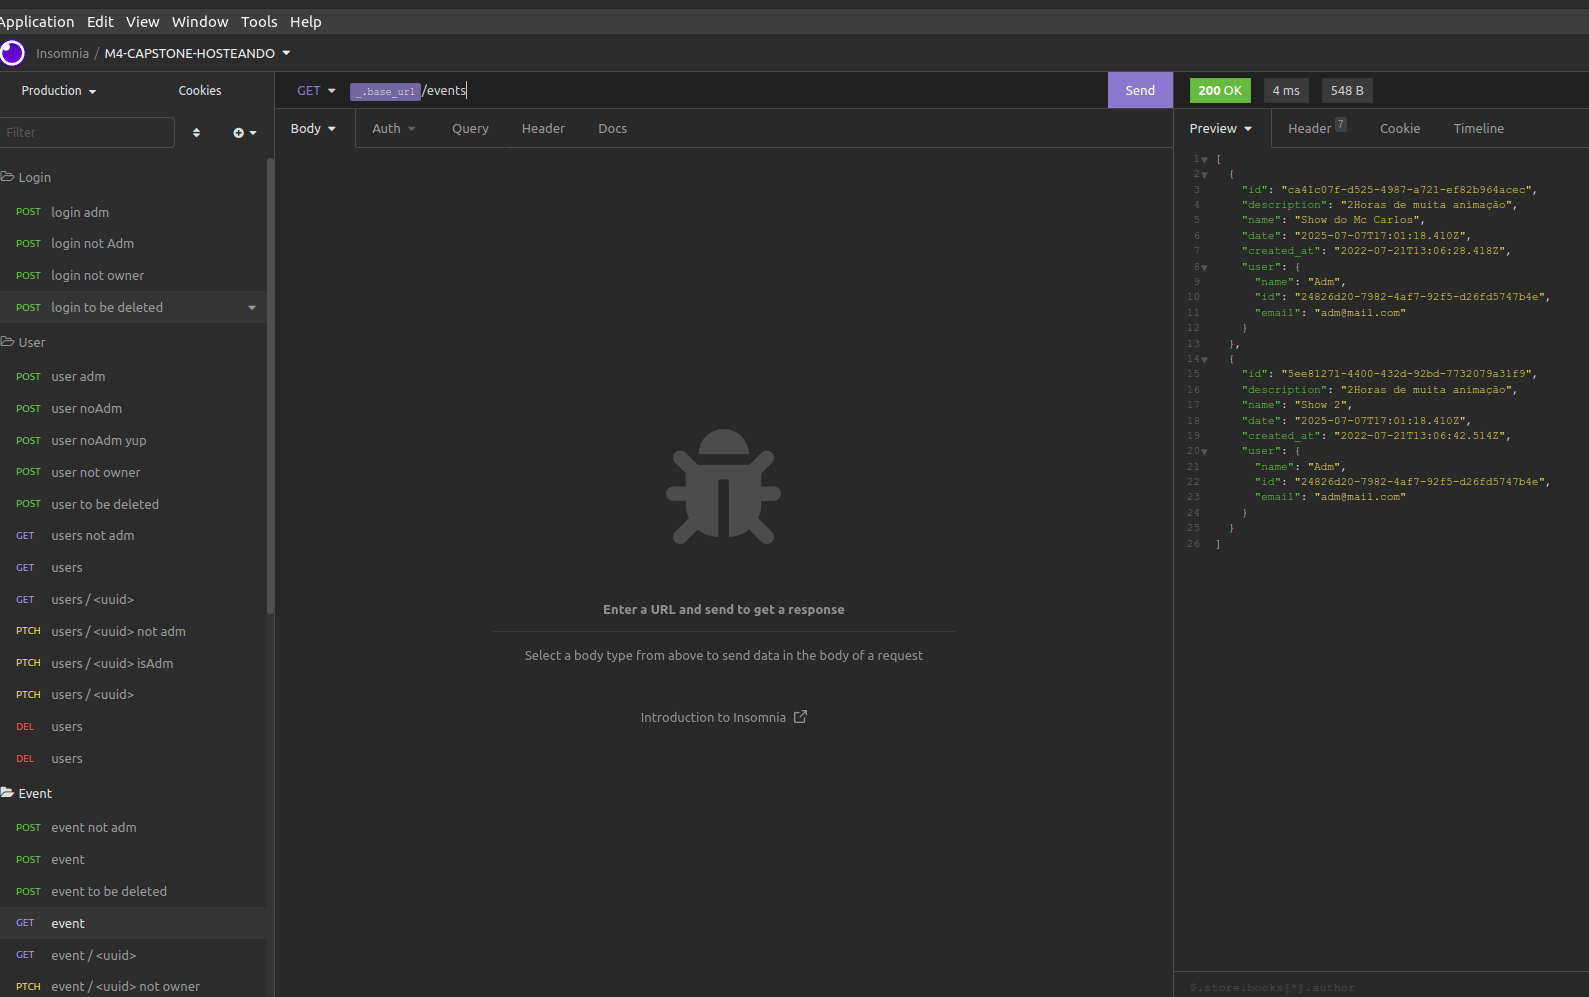 Application Edit View Window Tools Help
Insomnia / M4-CAPSTONE-HOSTEANDO
Production Cookies
Filter
Login
POST login adm
POST login not Adm
POST login not owner
POST login to be deleted
User
POST user adm
POST user noAdm
POST user noAdm yup
POST user not owner
POST user to be deleted
GET users not adm
GET users
GET users / <uuid>
PTCH users / <uuid> not adm
PTCH users / <uuid> isAdm
PTCH users / <uuid>
DEL users
DEL users
Event
POST event not adm
POST event
POST event to be deleted
GET event
GET event / <uuid>
PTCH event / <uuid> not owner
GET _.base_url/events Send
Body Auth Query Header Docs
Enter a URL and send to get a response
Select a body type from above to send data in the body of a request
Introduction to Insomnia
200 OK 4 ms 548 B
Preview Header 7 Cookie Timeline
1 [
2 {
3 "id": "ca41c07f-d525-4987-a721-ef82b964acec",
4 "description": "2Horas de muita animação",
5 "name": "Show do Mc Carlos",
6 "date": "2025-07-07T17:01:18.410Z",
7 "created_at": "2022-07-21T13:06:28.418Z",
8 "user": {
9 "name": "Adm",
10 "id": "24826d20-7982-4af7-92f5-d26fd5747b4e",
11 "email": "adm@mail.com"
12 }
13 },
14 {
15 "id": "5ee81271-4400-432d-92bd-7732079a31f9",
16 "description": "2Horas de muita animação",
17 "name": "Show 2",
18 "date": "2025-07-07T17:01:18.410Z",
19 "created_at": "2022-07-21T13:06:42.514Z",
20 "user": {
21 "name": "Adm",
22 "id": "24826d20-7982-4af7-92f5-d26fd5747b4e",
23 "email": "adm@mail.com"
24 }
25 }
26 ]
$.store.books[*].author